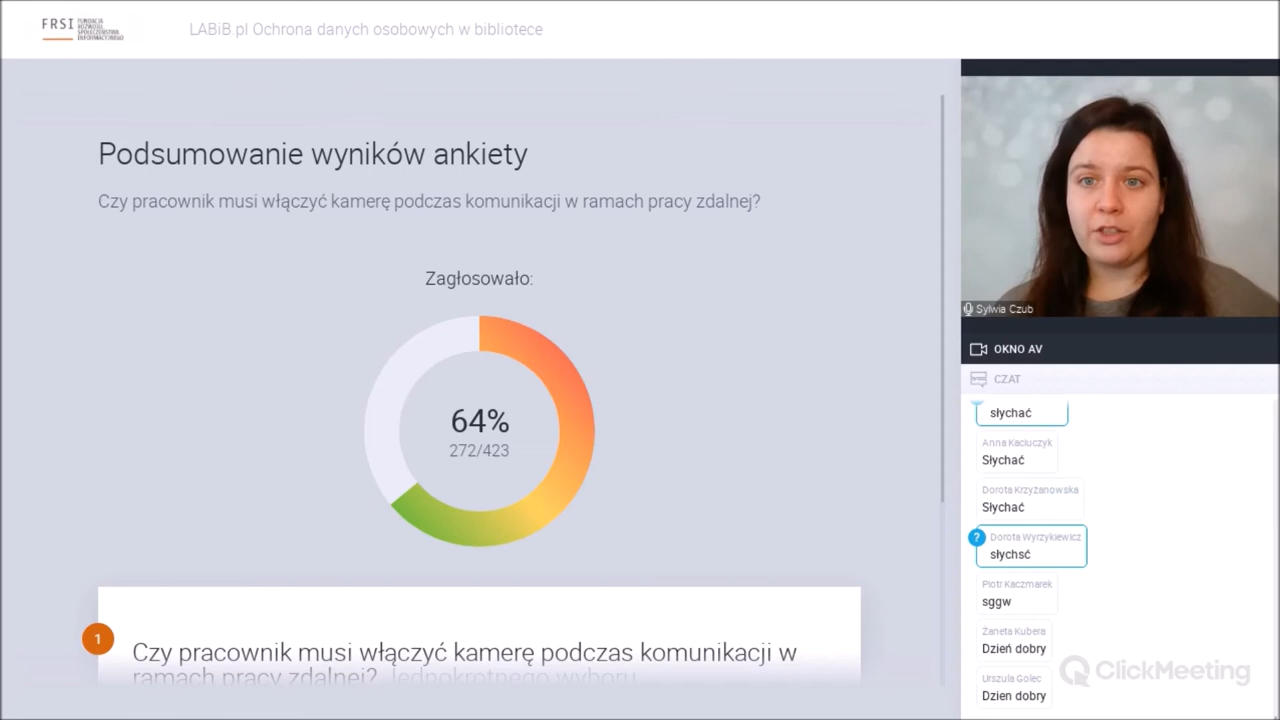 FRSI
FUNDACJA
ROZWOJU
SPOŁECZEŃSTWA
INFORMACYJNEGO
LABiB.pl Ochrona danych osobowych w bibliotece
Podsumowanie wyników ankiety
Czy pracownik musi włączyć kamerę podczas komunikacji w ramach pracy zdalnej?
Zagłosowało:
64%
272/423
1
Czy pracownik musi włączyć kamerę podczas komunikacji w
ramach pracy zdalnej? Jednokrotnego wyboru
Sylwia Czub
OKNO AV
CZAT
słychać
Anna Kaciuczyk
Słychać
Dorota Krzyżanowska
Słychać
?
Dorota Wyrzykiewicz
słychsć
Piotr Kaczmarek
sggw
Żaneta Kubera
Dzień dobry
Urszula Golec
Dzien dobry
ClickMeeting